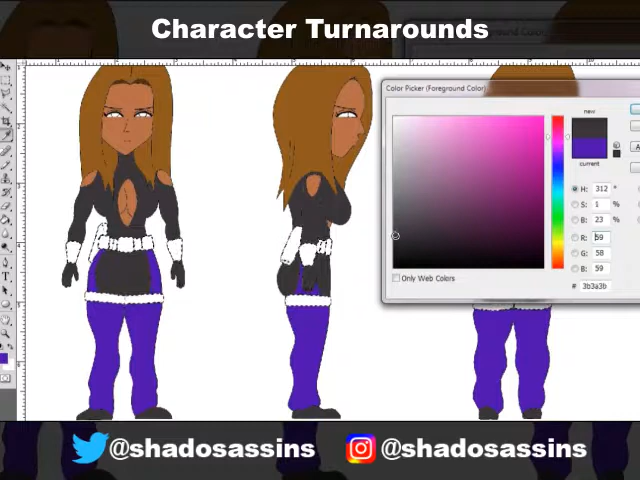 Character Turnarounds
Color Picker (Foreground Color)
new
current
H: 312 °
S: 1 %
B: 23 %
R: 59
G: 58
B: 59
# 3b3a3b
Only Web Colors
@shadosassins @shadosassins